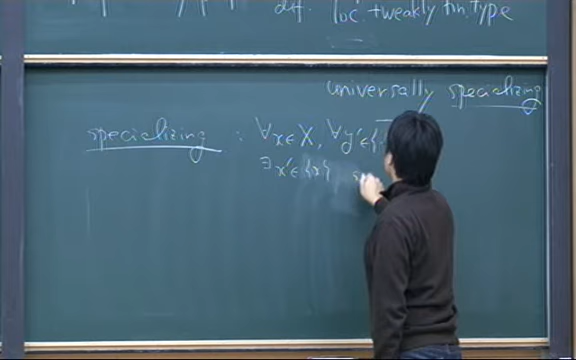 def. loc. tweakly fin. type
universally specializing
specializing : ∀x∈X, ∀y'∈{
∃x'∈{x}